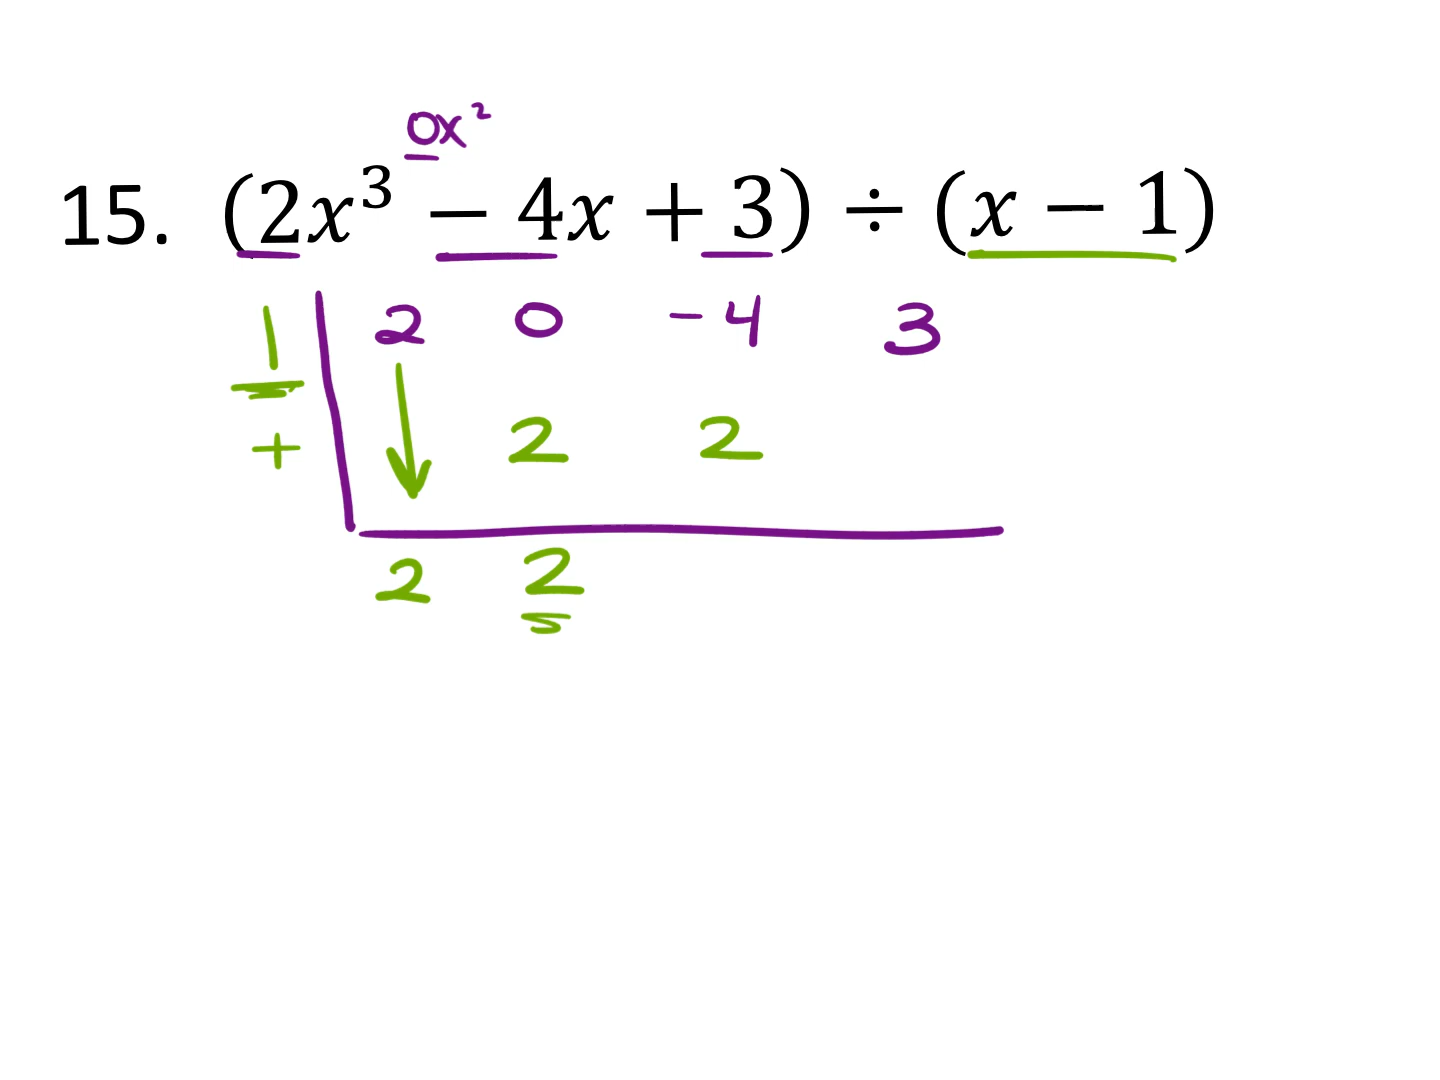 0x²
15. (2x³ − 4x + 3) ÷ (x − 1)
1 2 0 -4 3
+ 2 2
2 2